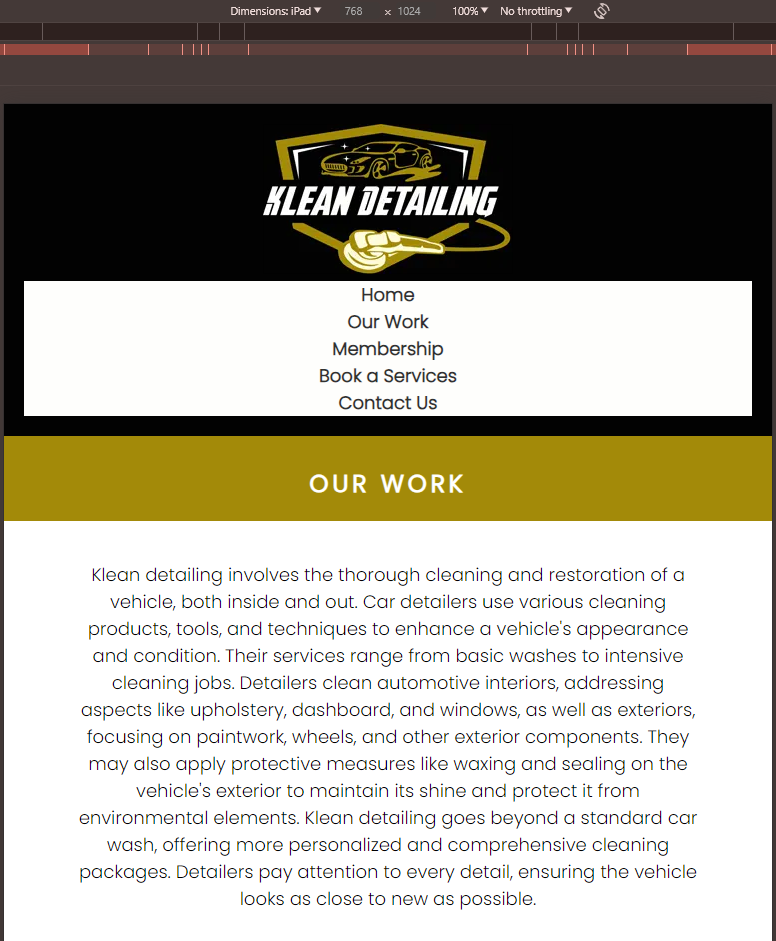 Dimensions: iPad ▼ 768 × 1024 100% ▼ No throttling ▼
KLEAN DETAILING
Home
Our Work
Membership
Book a Services
Contact Us
OUR WORK
Klean detailing involves the thorough cleaning and restoration of a
vehicle, both inside and out. Car detailers use various cleaning
products, tools, and techniques to enhance a vehicle's appearance
and condition. Their services range from basic washes to intensive
cleaning jobs. Detailers clean automotive interiors, addressing
aspects like upholstery, dashboard, and windows, as well as exteriors,
focusing on paintwork, wheels, and other exterior components. They
may also apply protective measures like waxing and sealing on the
vehicle's exterior to maintain its shine and protect it from
environmental elements. Klean detailing goes beyond a standard car
wash, offering more personalized and comprehensive cleaning
packages. Detailers pay attention to every detail, ensuring the vehicle
looks as close to new as possible.